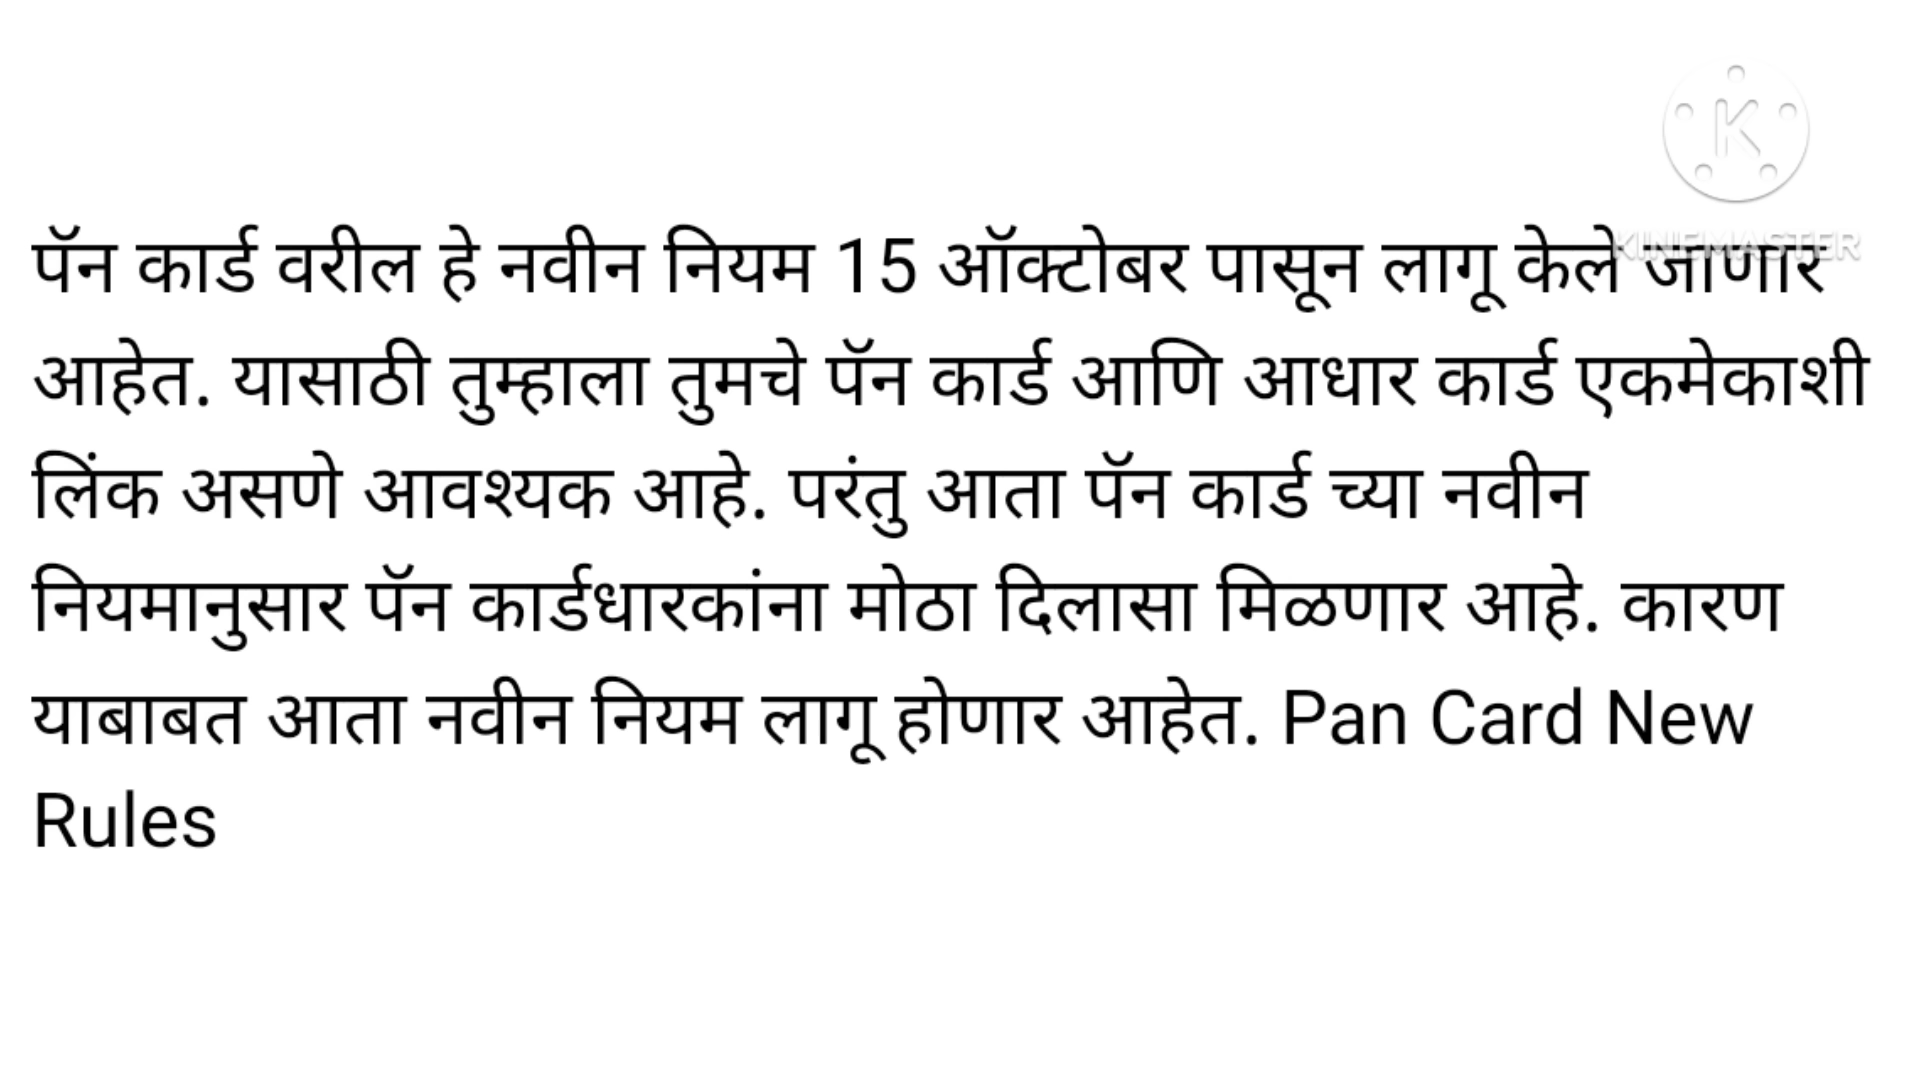 KINEMASTER
पॅन कार्ड वरील हे नवीन नियम 15 ऑक्टोबर पासून लागू केले जाणार
आहेत. यासाठी तुम्हाला तुमचे पॅन कार्ड आणि आधार कार्ड एकमेकाशी
लिंक असणे आवश्यक आहे. परंतु आता पॅन कार्ड च्या नवीन
नियमानुसार पॅन कार्डधारकांना मोठा दिलासा मिळणार आहे. कारण
याबाबत आता नवीन नियम लागू होणार आहेत. Pan Card New
Rules